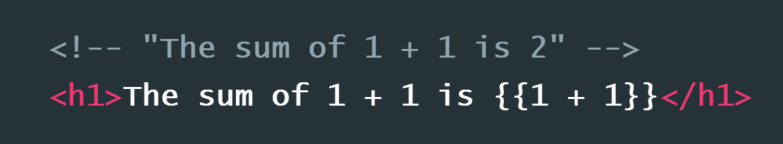 <!-- "The sum of 1 + 1 is 2" -->
<h1>The sum of 1 + 1 is {{1 + 1}}</h1>